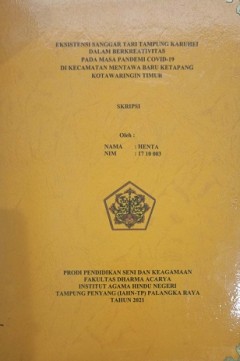 EKSISTENSI SANGGAR TARI TAMPUNG KARUHEI
DALAM BERKREATIVITAS
PADA MASA PANDEMI COVID-19
DI KECAMATAN MENTAWA BARU KETAPANG
KOTAWARINGIN TIMUR
SKRIPSI
Oleh :
NAMA : HENTA
NIM : 17 10 003
PRODI PENDIDIKAN SENI DAN KEAGAMAAN
FAKULTAS DHARMA ACARYA
INSTITUT AGAMA HINDU NEGERI
TAMPUNG PENYANG (IAHN-TP) PALANGKA RAYA
TAHUN 2021